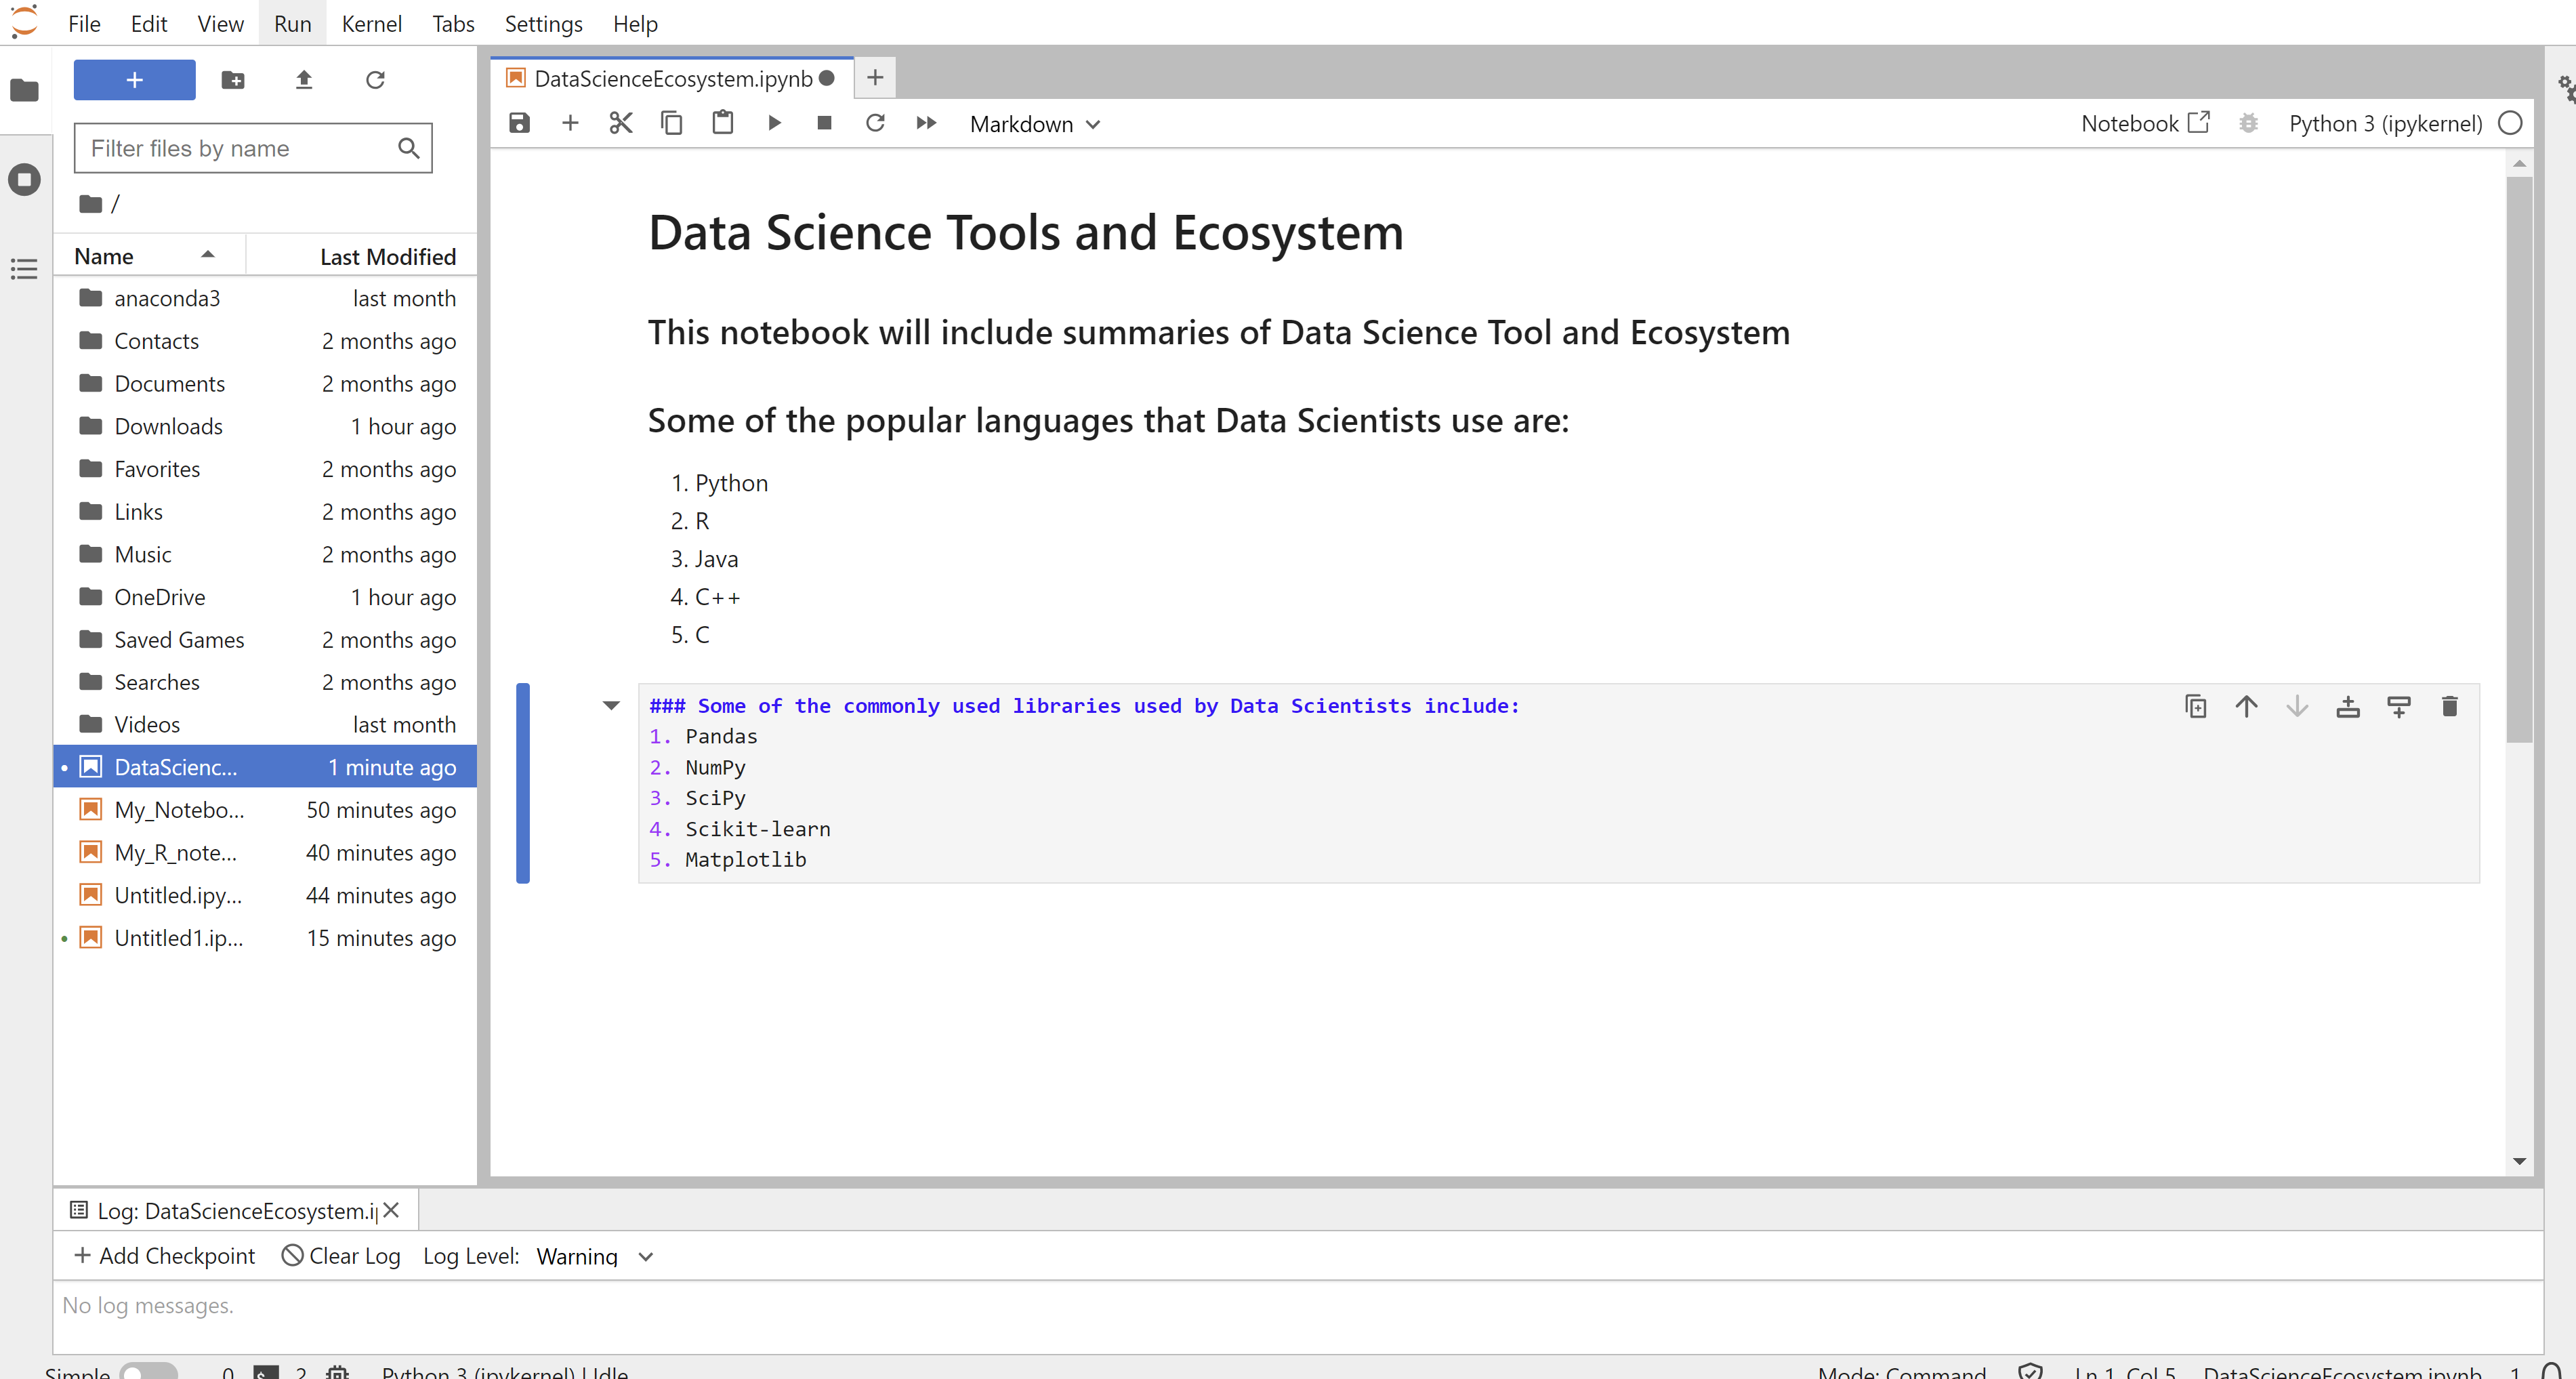 File Edit View Run Kernel Tabs Settings Help
DataScienceEcosystem.ipynb
Markdown
Notebook
Python 3 (ipykernel)
Filter files by name
/
Name Last Modified
anaconda3 last month
Contacts 2 months ago
Documents 2 months ago
Downloads 1 hour ago
Favorites 2 months ago
Links 2 months ago
Music 2 months ago
OneDrive 1 hour ago
Saved Games 2 months ago
Searches 2 months ago
Videos last month
DataScienc... 1 minute ago
My_Notebo... 50 minutes ago
My_R_note... 40 minutes ago
Untitled.ipy... 44 minutes ago
Untitled1.ip... 15 minutes ago
Data Science Tools and Ecosystem
This notebook will include summaries of Data Science Tool and Ecosystem
Some of the popular languages that Data Scientists use are:
1. Python
2. R
3. Java
4. C++
5. C
### Some of the commonly used libraries used by Data Scientists include:
1. Pandas
2. NumPy
3. SciPy
4. Scikit-learn
5. Matplotlib
Log: DataScienceEcosystem.i
+ Add Checkpoint Clear Log Log Level: Warning
No log messages.
Simple 0 2 Python 3 (ipykernel) | Idle Mode: Command Ln 1, Col 5 DataScienceEcosystem.ipynb 1